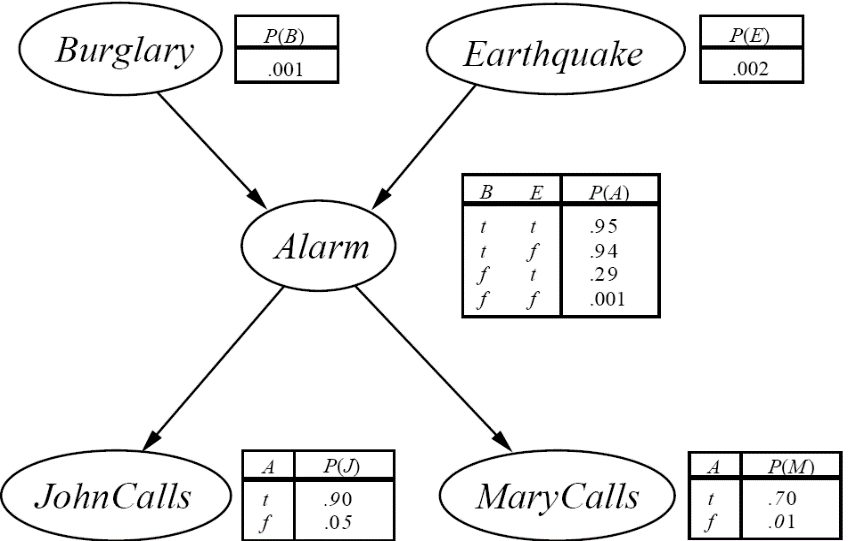 Burglary
P(B)
.001
Earthquake
P(E)
.002
Alarm
B E P(A)
t t .95
t f .94
f t .29
f f .001
JohnCalls
A P(J)
t .90
f .05
MaryCalls
A P(M)
t .70
f .01